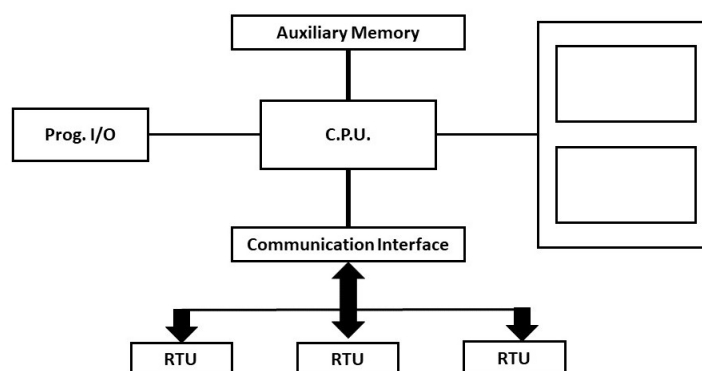 Auxiliary Memory
Prog. I/O
C.P.U.
Communication Interface
RTU
RTU
RTU